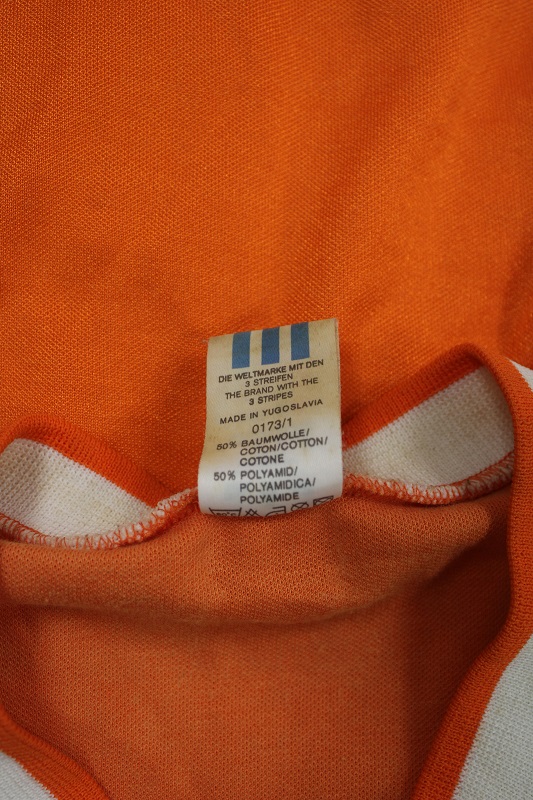 DIE WELTMARKE MIT DEN
3 STREIFEN
THE BRAND WITH THE
3 STRIPES
MADE IN YUGOSLAVIA
0173/1
50% BAUMWOLLE/
COTON/COTTON/
COTONE
50% POLYAMID/
POLYAMIDICA/
POLYAMIDE